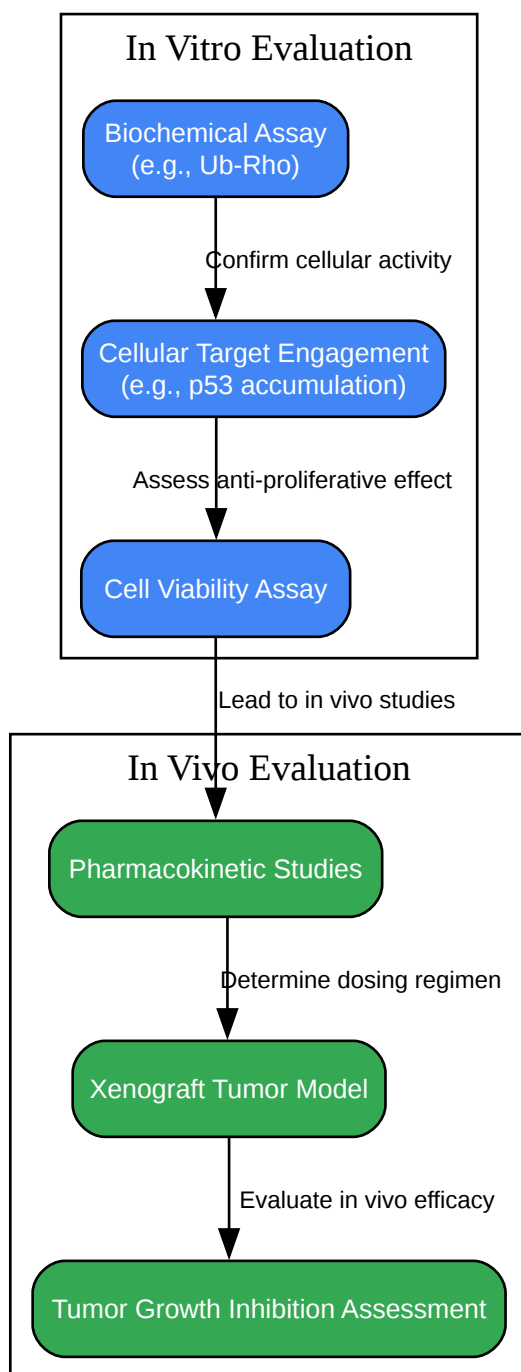 In Vitro Evaluation
Biochemical Assay
(e.g., Ub-Rho)
Confirm cellular activity
Cellular Target Engagement
(e.g., p53 accumulation)
Assess anti-proliferative effect
Cell Viability Assay
Lead to in vivo studies
In Vivo Evaluation
Pharmacokinetic Studies
Determine dosing regimen
Xenograft Tumor Model
Evaluate in vivo efficacy
Tumor Growth Inhibition Assessment